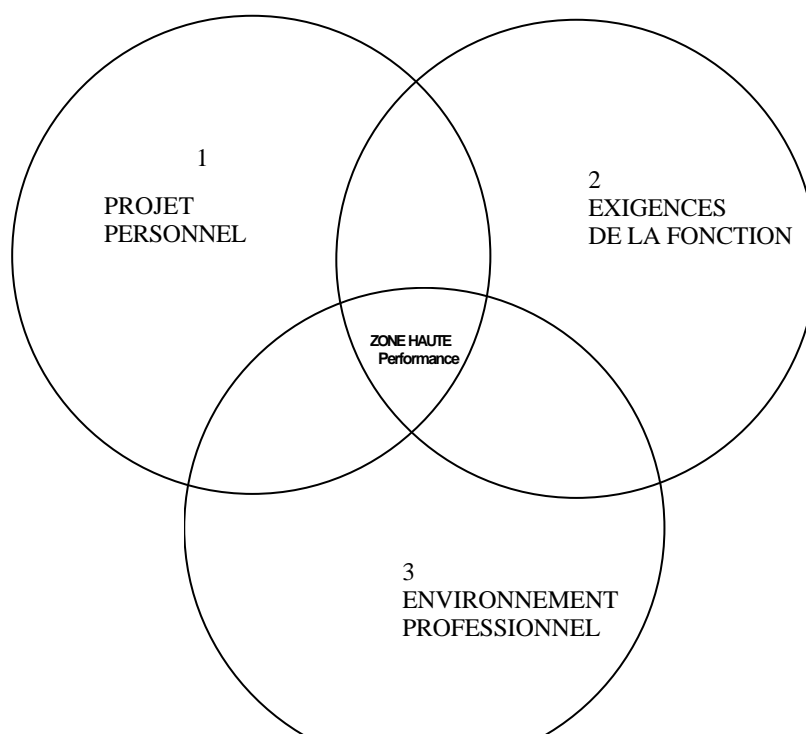 1
PROJET
PERSONNEL
2
EXIGENCES
DE LA FONCTION
ZONE HAUTE
Performance
3
ENVIRONNEMENT
PROFESSIONNEL